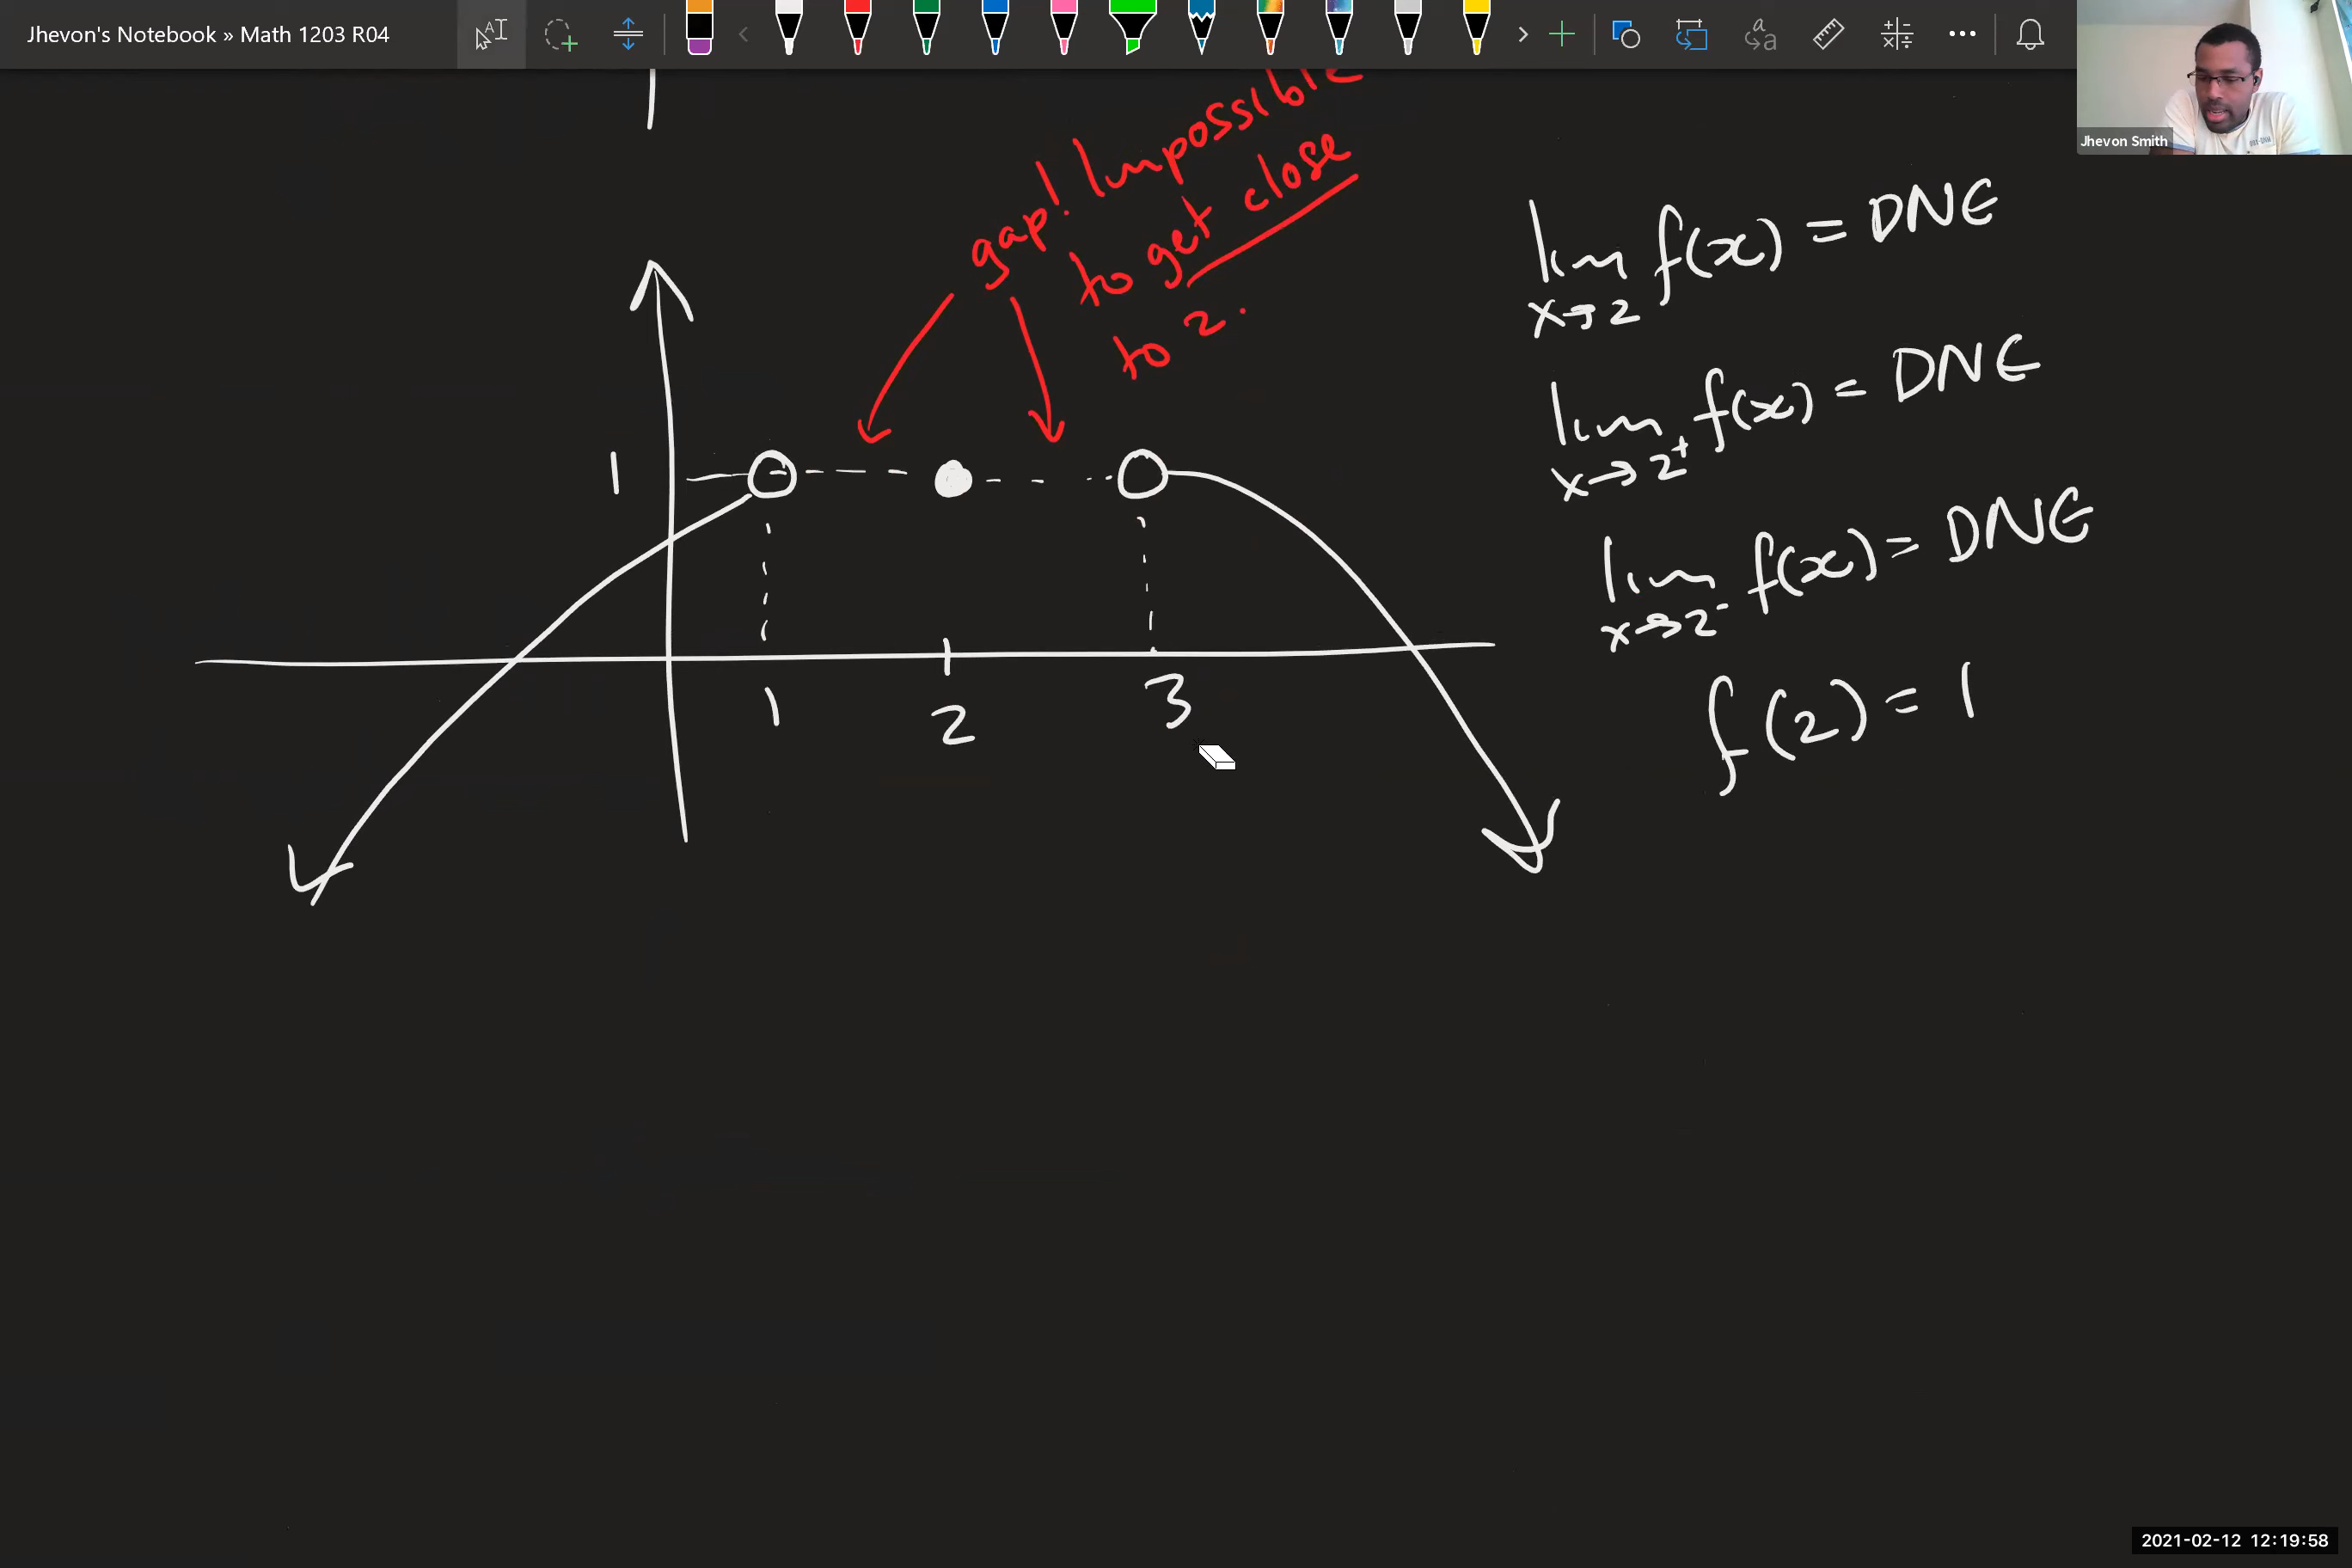 Jhevon's Notebook » Math 1203 R04
Jhevon Smith
gap! Impossible
to get close
to 2.
lim f(x) = DNE
x→2
lim f(x) = DNE
x→2⁺
lim f(x) = DNE
x→2⁻
f(2) = 1
1
1
2
3
2021-02-12 12:19:58